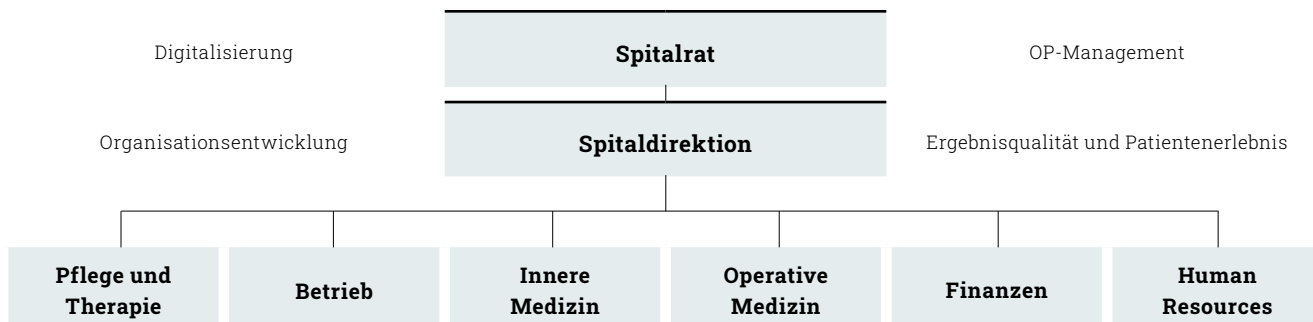 Digitalisierung
Spitalrat
OP-Management
Organisationsentwicklung
Spitaldirektion
Ergebnisqualität und Patientenerlebnis
Pflege und
Therapie
Betrieb
Innere
Medizin
Operative
Medizin
Finanzen
Human
Resources